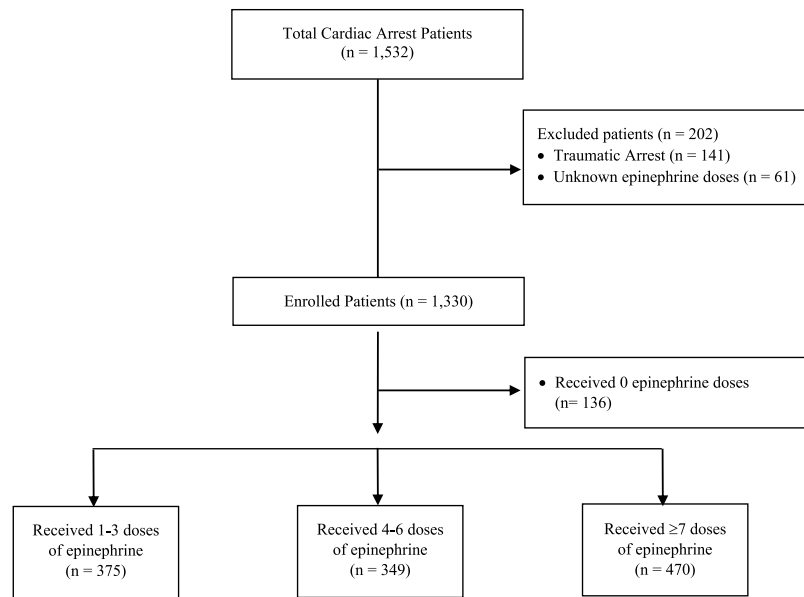 Total Cardiac Arrest Patients
(n = 1,532)
Excluded patients (n = 202)
• Traumatic Arrest (n = 141)
• Unknown epinephrine doses (n = 61)
Enrolled Patients (n = 1,330)
• Received 0 epinephrine doses
(n= 136)
Received 1-3 doses
of epinephrine
(n = 375)
Received 4-6 doses
of epinephrine
(n = 349)
Received ≥7 doses
of epinephrine
(n = 470)